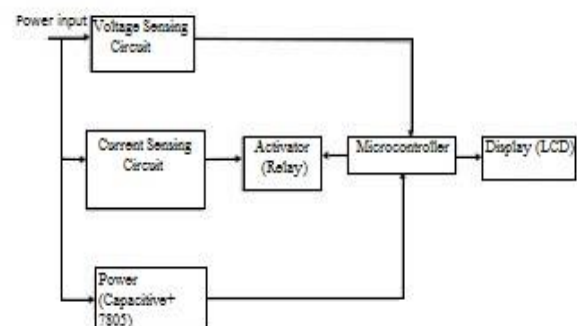 Power input
Voltage Sensing
Circuit
Current Sensing
Circuit
Activator
(Relay)
Microcontroller
Display (LCD)
Power
(Capacitive+
7805)